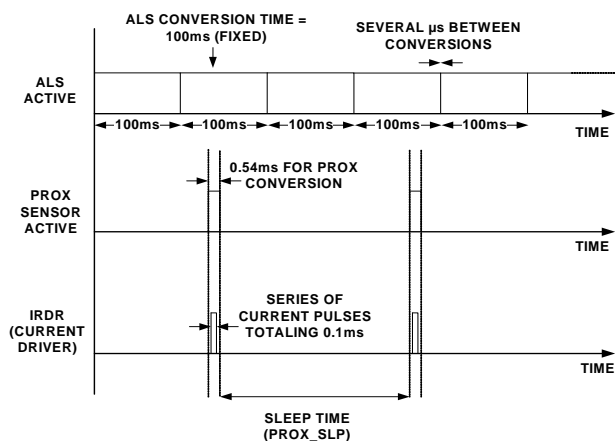 ALS CONVERSION TIME =
100ms (FIXED)
SEVERAL µs BETWEEN
CONVERSIONS
ALS
ACTIVE
100ms
100ms
100ms
100ms
100ms
TIME
0.54ms FOR PROX
CONVERSION
PROX
SENSOR
ACTIVE
TIME
IRDR
(CURRENT
DRIVER)
SERIES OF
CURRENT PULSES
TOTALING 0.1ms
TIME
SLEEP TIME
(PROX_SLP)